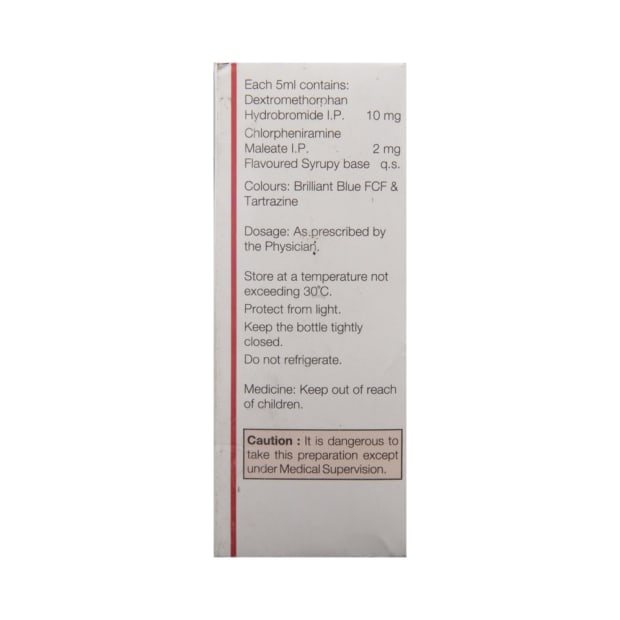 Each 5ml contains:
Dextromethorphan
Hydrobromide I.P. 10 mg
Chlorpheniramine
Maleate I.P. 2 mg
Flavoured Syrupy base q.s.
Colours: Brilliant Blue FCF &
Tartrazine
Dosage: As prescribed by
the Physician.
Store at a temperature not
exceeding 30°C.
Protect from light.
Keep the bottle tightly
closed.
Do not refrigerate.
Medicine: Keep out of reach
of children.
Caution : It is dangerous to
take this preparation except
under Medical Supervision.